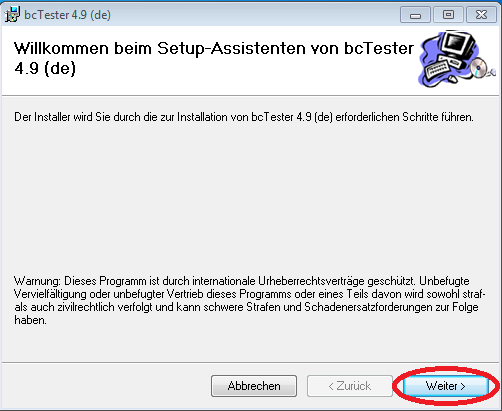 bcTester 4.9 (de)
Willkommen beim Setup-Assistenten von bcTester
4.9 (de)
Der Installer wird Sie durch die zur Installation von bcTester 4.9 (de) erforderlichen Schritte führen.
Warnung: Dieses Programm ist durch internationale Urheberrechtsverträge geschützt. Unbefugte
Vervielfältigung oder unbefugter Vertrieb dieses Programms oder eines Teils davon wird sowohl straf-
als auch zivilrechtlich verfolgt und kann schwere Strafen und Schadenersatzforderungen zur Folge
haben.
Abbrechen
< Zurück
Weiter >